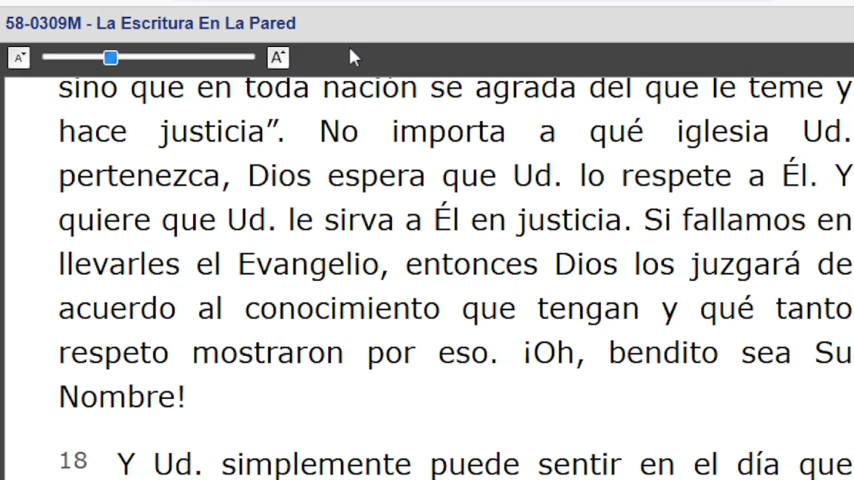 58-0309M - La Escritura En La Pared
A A
sino que en toda nación se agrada del que le teme y
hace justicia”. No importa a qué iglesia Ud.
pertenezca, Dios espera que Ud. lo respete a Él. Y
quiere que Ud. le sirva a Él en justicia. Si fallamos en
llevarles el Evangelio, entonces Dios los juzgará de
acuerdo al conocimiento que tengan y qué tanto
respeto mostraron por eso. ¡Oh, bendito sea Su
Nombre!
18 Y Ud. simplemente puede sentir en el día que